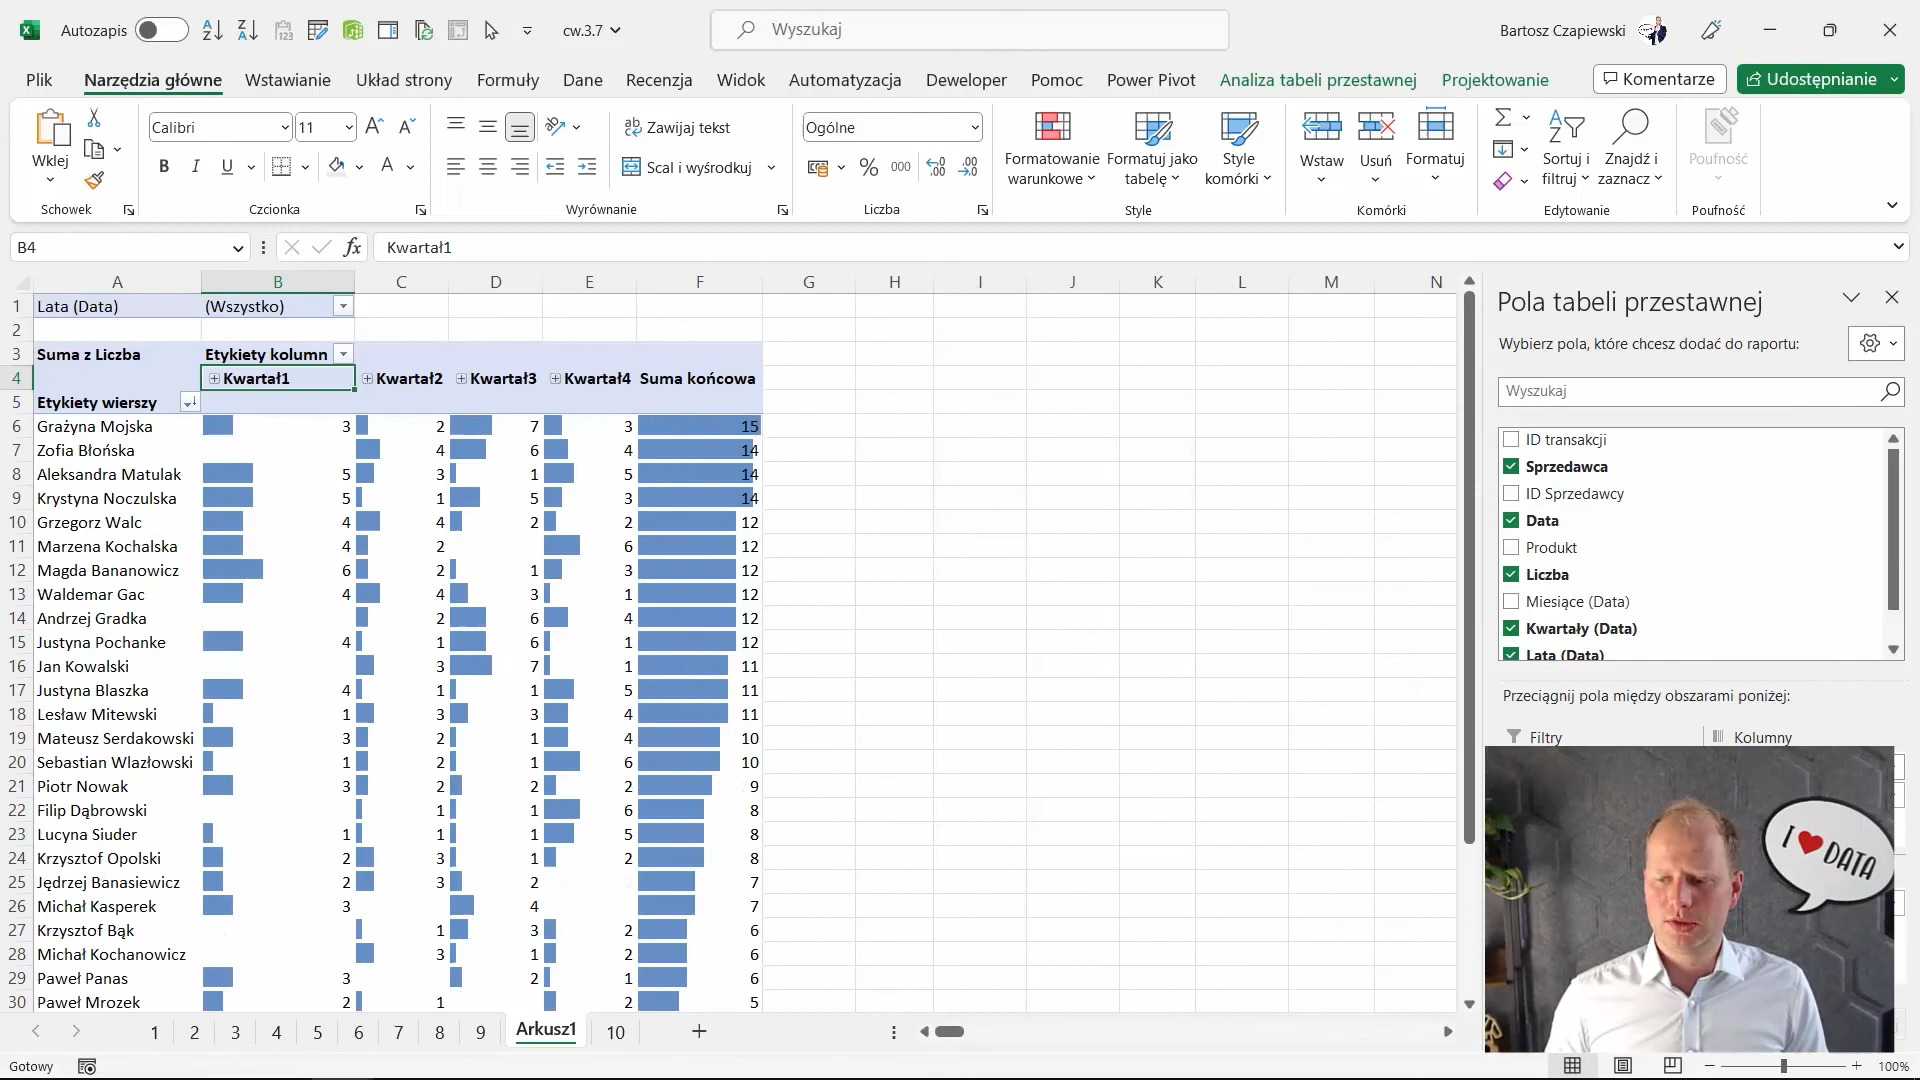 Autozapis
cw.3.7
Wyszukaj
Bartosz Czapiewski
Plik Narzędzia główne Wstawianie Układ strony Formuły Dane Recenzja Widok Automatyzacja Deweloper Pomoc Power Pivot Analiza tabeli przestawnej Projektowanie Komentarze Udostępnianie
Wklej
Calibri 11
Zawijaj tekst
Scal i wyśrodkuj
Ogólne
Formatowanie warunkowe
Formatuj jako tabelę
Style komórki
Wstaw
Usuń
Formatuj
Sortuj i filtruj
Znajdź i zaznacz
Poufność
Schowek Czcionka Wyrównanie Liczba Style Komórki Edytowanie Poufność
B4 fx Kwartał1
A B C D E F G H I J K L M N
1 Lata (Data) (Wszystko)
2
3 Suma z Liczba Etykiety kolumn
4 Kwartał1 Kwartał2 Kwartał3 Kwartał4 Suma końcowa
5 Etykiety wierszy
6 Grażyna Mojska 3 2 7 3 15
7 Zofia Błońska 4 6 4 14
8 Aleksandra Matulak 5 3 1 5 14
9 Krystyna Noczulska 5 1 5 3 14
10 Grzegorz Walc 4 4 2 2 12
11 Marzena Kochalska 4 2 6 12
12 Magda Bananowicz 6 2 1 3 12
13 Waldemar Gac 4 4 3 1 12
14 Andrzej Gradka 2 6 4 12
15 Justyna Pochanke 4 1 6 1 12
16 Jan Kowalski 3 7 1 11
17 Justyna Blaszka 4 1 1 5 11
18 Lesław Mitewski 1 3 3 4 11
19 Mateusz Serdakowski 3 2 1 4 10
20 Sebastian Wlazłowski 1 2 1 6 10
21 Piotr Nowak 3 2 2 2 9
22 Filip Dąbrowski 1 1 6 8
23 Lucyna Siuder 1 1 1 5 8
24 Krzysztof Opolski 2 3 1 2 8
25 Jędrzej Banasiewicz 2 3 2 7
26 Michał Kasperek 3 4 7
27 Krzysztof Bąk 1 3 2 6
28 Michał Kochanowicz 3 1 2 6
29 Paweł Panas 3 2 1 6
30 Paweł Mrozek 2 1 2 5
1 2 3 4 5 6 7 8 9 Arkusz1 10
Gotowy
100%
Pola tabeli przestawnej
Wybierz pola, które chcesz dodać do raportu:
Wyszukaj
ID transakcji
Sprzedawca
ID Sprzedawcy
Data
Produkt
Liczba
Miesiące (Data)
Kwartały (Data)
Lata (Data)
Przeciągnij pola między obszarami poniżej:
Filtry Kolumny
I ♥ DATA